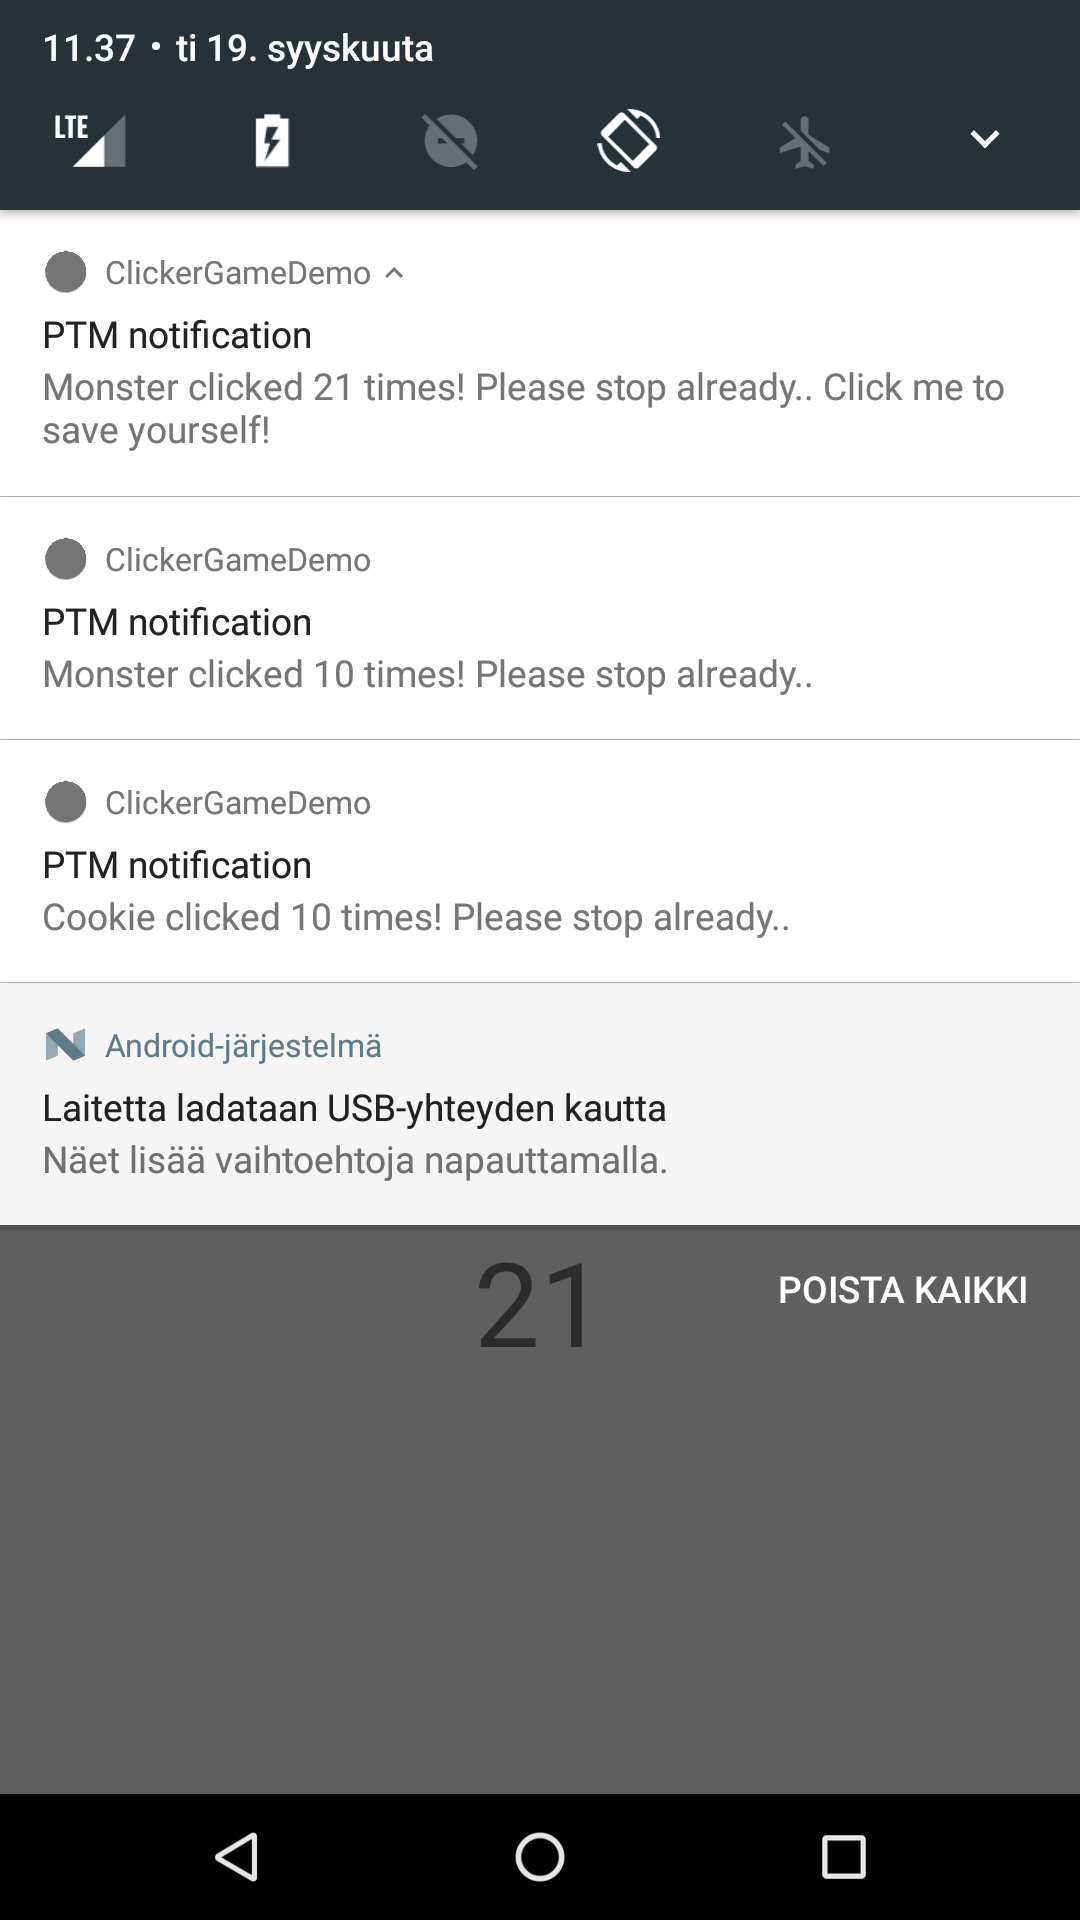 11.37 • ti 19. syyskuuta
LTE
ClickerGameDemo
PTM notification
Monster clicked 21 times! Please stop already.. Click me to
save yourself!
ClickerGameDemo
PTM notification
Monster clicked 10 times! Please stop already..
ClickerGameDemo
PTM notification
Cookie clicked 10 times! Please stop already..
Android-järjestelmä
Laitetta ladataan USB-yhteyden kautta
Näet lisää vaihtoehtoja napauttamalla.
21
POISTA KAIKKI